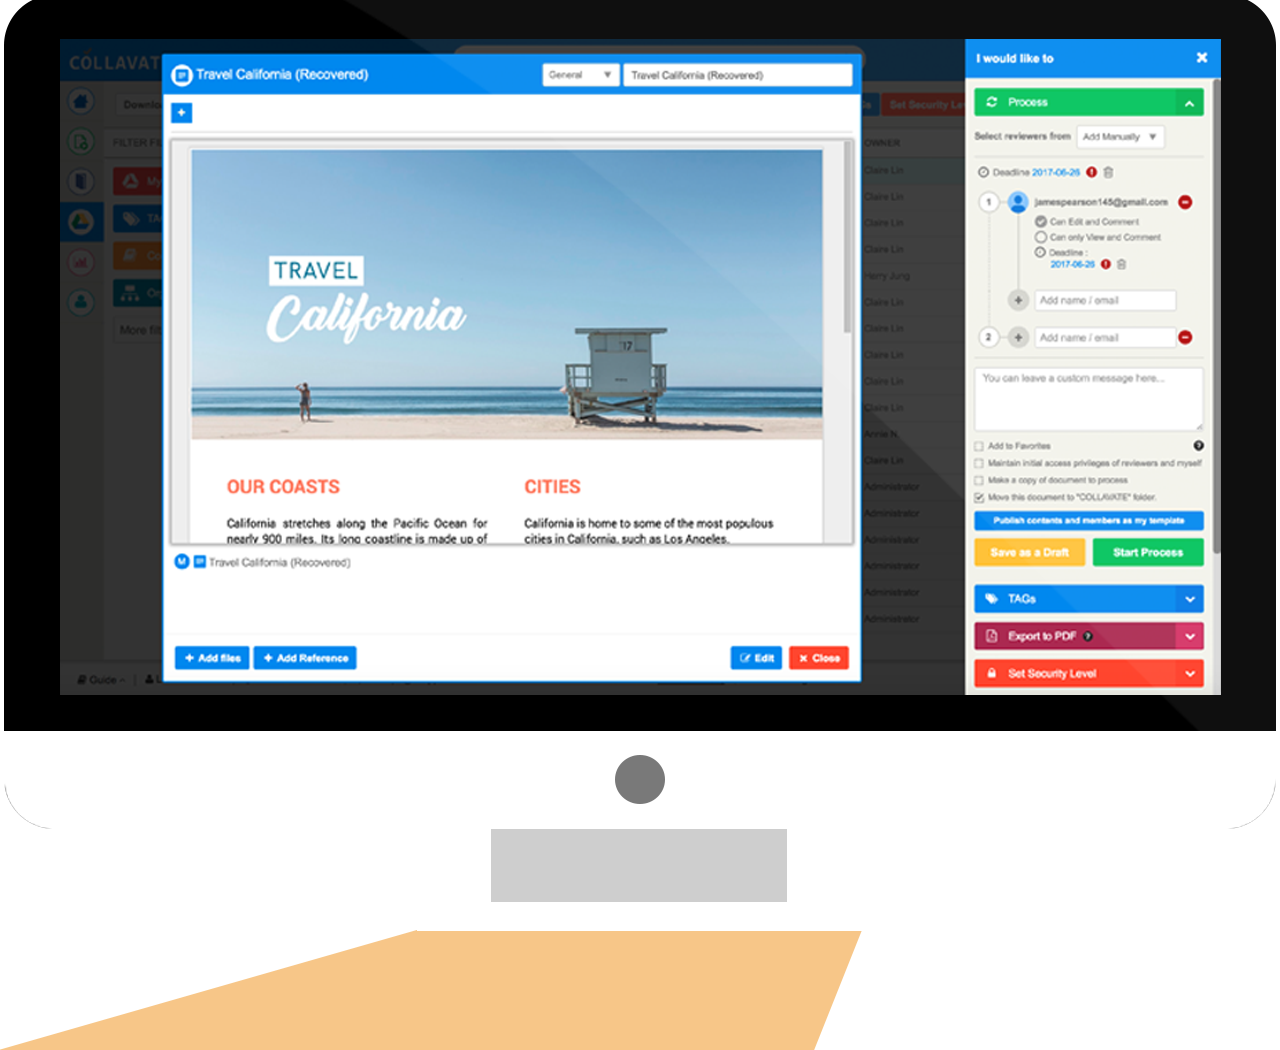 COLLAVAT
Travel California (Recovered)
General
Travel California (Recovered)
I would like to
Process
Select reviewers from
Add Manually
Deadline 2017-06-26
1
jamespearson145@gmail.com
Can Edit and Comment
Can only View and Comment
Deadline :
2017-06-26
Add name / email
2
Add name / email
You can leave a custom message here...
Add to Favorites
Maintain initial access privileges of reviewers and myself
Make a copy of document to process
Move this document to "COLLAVATE" folder.
Publish contents and members as my template
Save as a Draft
Start Process
TAGs
Export to PDF
Set Security Level
FILTER
More
Guide
Set Security Le
OWNER
Claire Lin
Claire Lin
Claire Lin
Claire Lin
Harry Jung
Claire Lin
Claire Lin
Claire Lin
Claire Lin
Claire Lin
Annie N
Claire Lin
Administrator
Administrator
Administrator
Administrator
Administrator
Administrator
TRAVEL
California
'17
OUR COASTS
California stretches along the Pacific Ocean for
nearly 900 miles. Its long coastline is made up of
CITIES
California is home to some of the most populous
cities in California, such as Los Angeles,
M
Travel California (Recovered)
+ Add files
+ Add Reference
Edit
Close